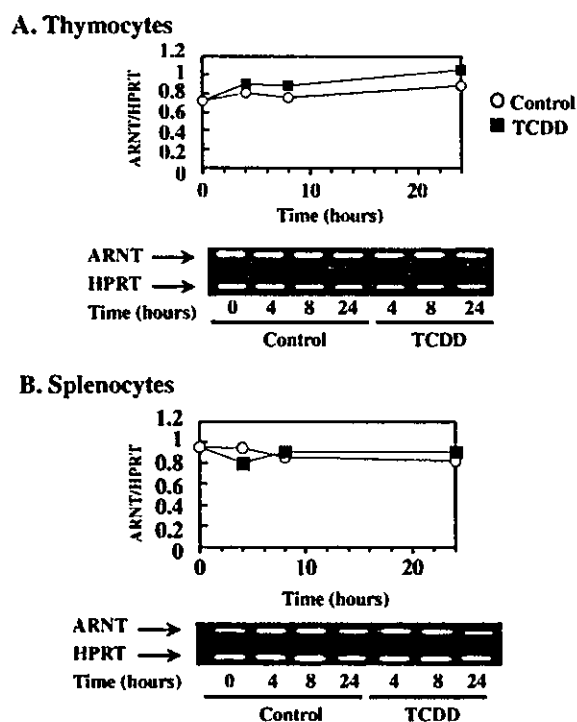 A. Thymocytes
1.2
1
0.8
0.6
0.4
0.2
0
ARNT/HPRT
0 10 20
Time (hours)
Control
TCDD
ARNT
HPRT
Time (hours) 0 4 8 24 4 8 24
Control TCDD
B. Splenocytes
1.2
1
0.8
0.6
0.4
0.2
0
ARNT/HPRT
0 10 20
Time (hours)
ARNT
HPRT
Time (hours) 0 4 8 24 4 8 24
Control TCDD